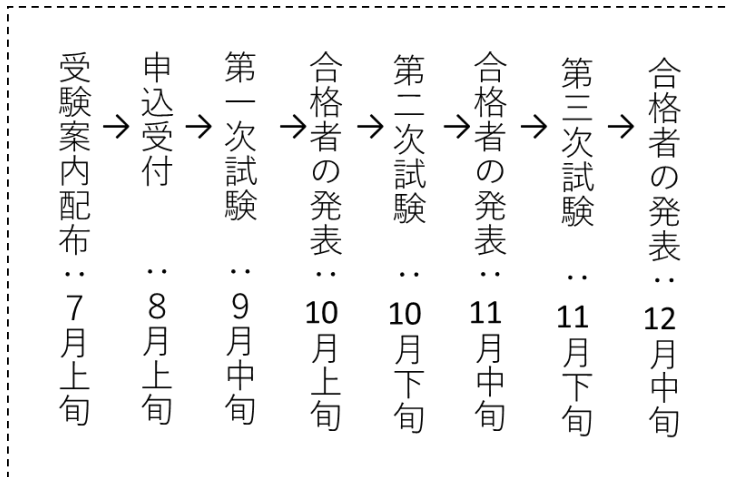 受験案内配布：7月上旬
→
申込受付：8月上旬
→
第一次試験：9月中旬
→
合格者の発表：10月上旬
→
第二次試験：10月下旬
→
合格者の発表：11月中旬
→
第三次試験：11月下旬
→
合格者の発表：12月中旬